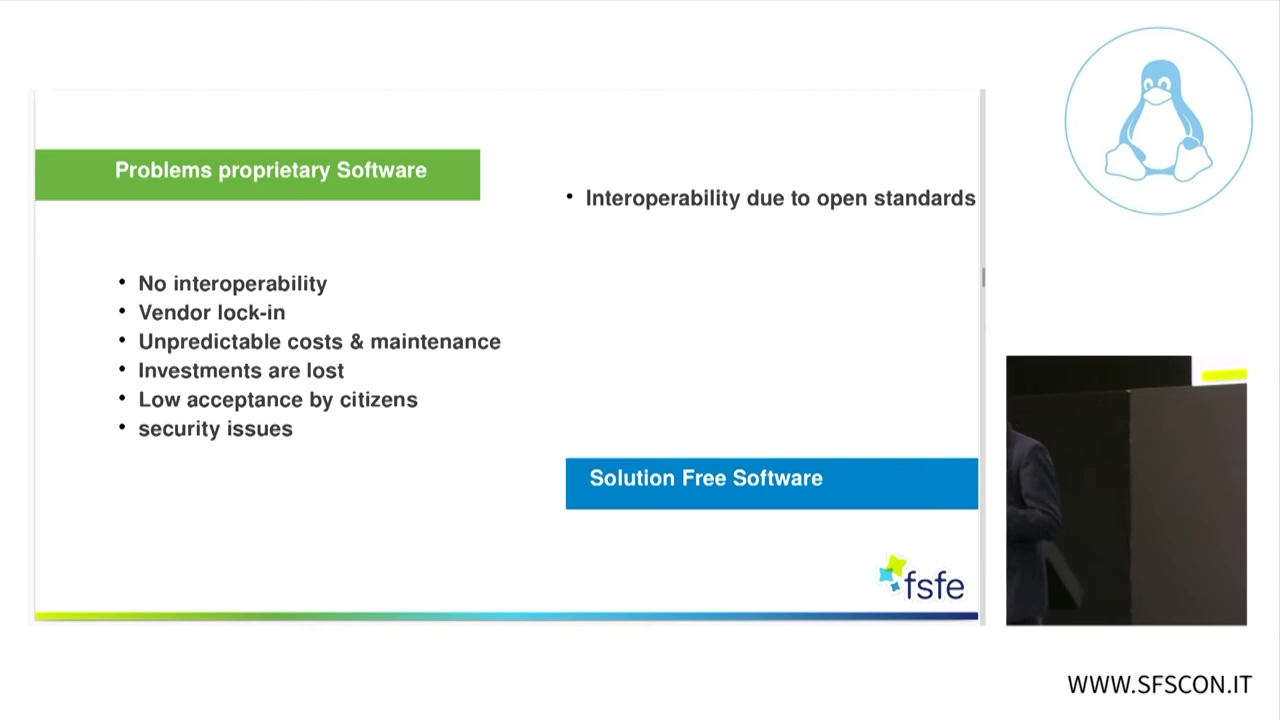 Problems proprietary Software
• No interoperability
• Vendor lock-in
• Unpredictable costs & maintenance
• Investments are lost
• Low acceptance by citizens
• security issues
• Interoperability due to open standards
Solution Free Software
fsfe
WWW.SFSCON.IT